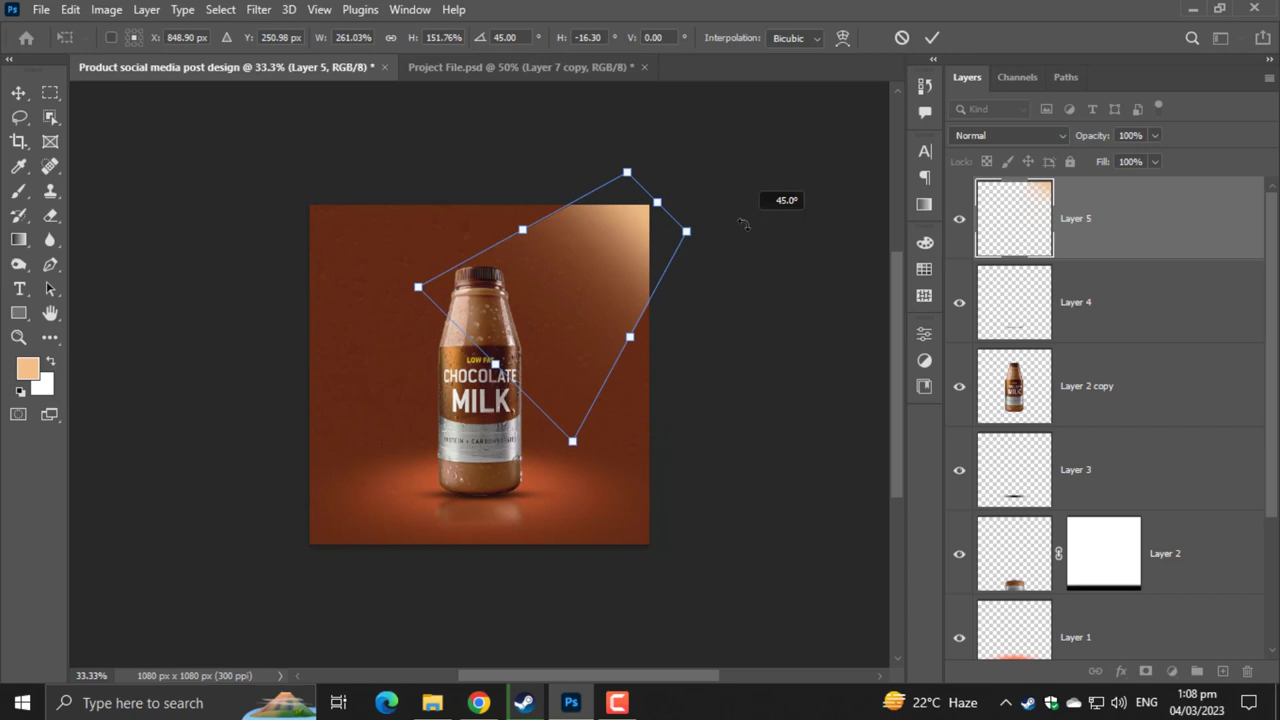 Ps File Edit Image Layer Type Select Filter 3D View Plugins Window Help
X: 848.90 px Y: 250.98 px W: 261.03% H: 151.76% 45.00 ° H: -16.30 ° V: 0.00 ° Interpolation: Bicubic
Product social media post design @ 33.3% (Layer 5, RGB/8) * × Project File.psd @ 50% (Layer 7 copy, RGB/8) * ×
Layers Channels Paths
Kind
Normal Opacity: 100%
Lock: Fill: 100%
45.0°
Layer 5
Layer 4
LOW FAT
CHOCOLATE
MILK
PROTEIN + CARBOHYDRATES
Layer 2 copy
Layer 3
Layer 2
Layer 1
33.33% 1080 px x 1080 px (300 ppi)
Type here to search
Ps
22°C Haze
ENG
1:08 pm
04/03/2023